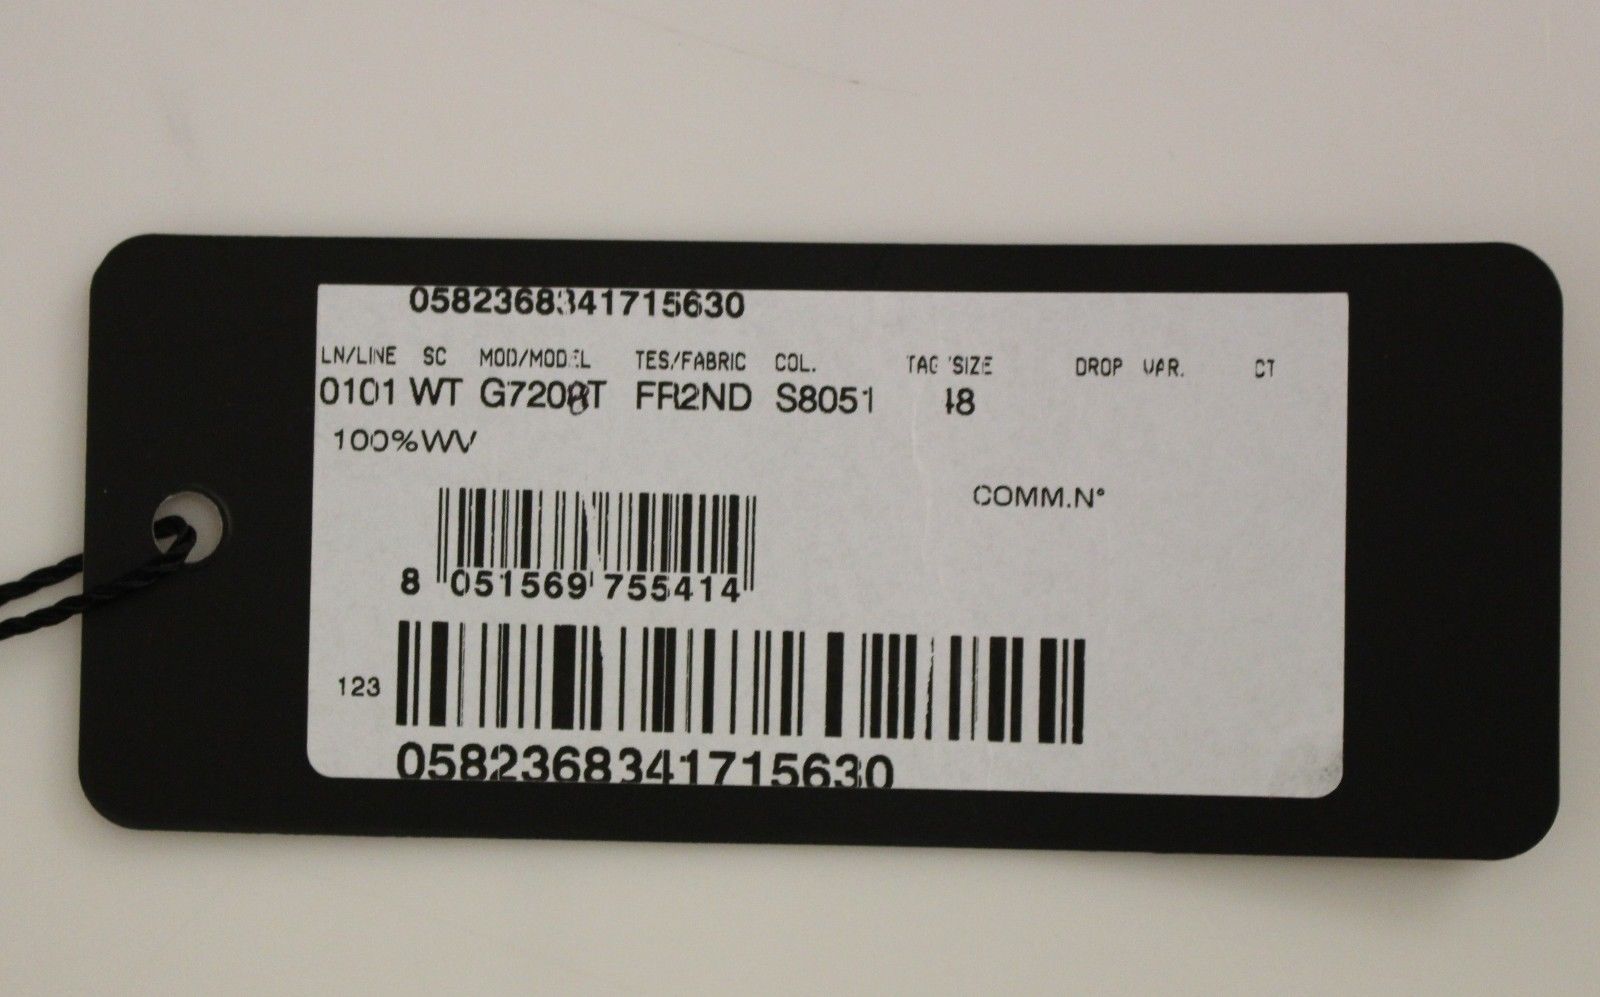 0582368341715630
LN/LINE SC MOD/MODEL TES/FABRIC COL. TAG/SIZE DROP VAR. CT
0101 WT FR2ND S8051 48
100%WV
COMM.N°
8 051569 755414
123
0582368341715630